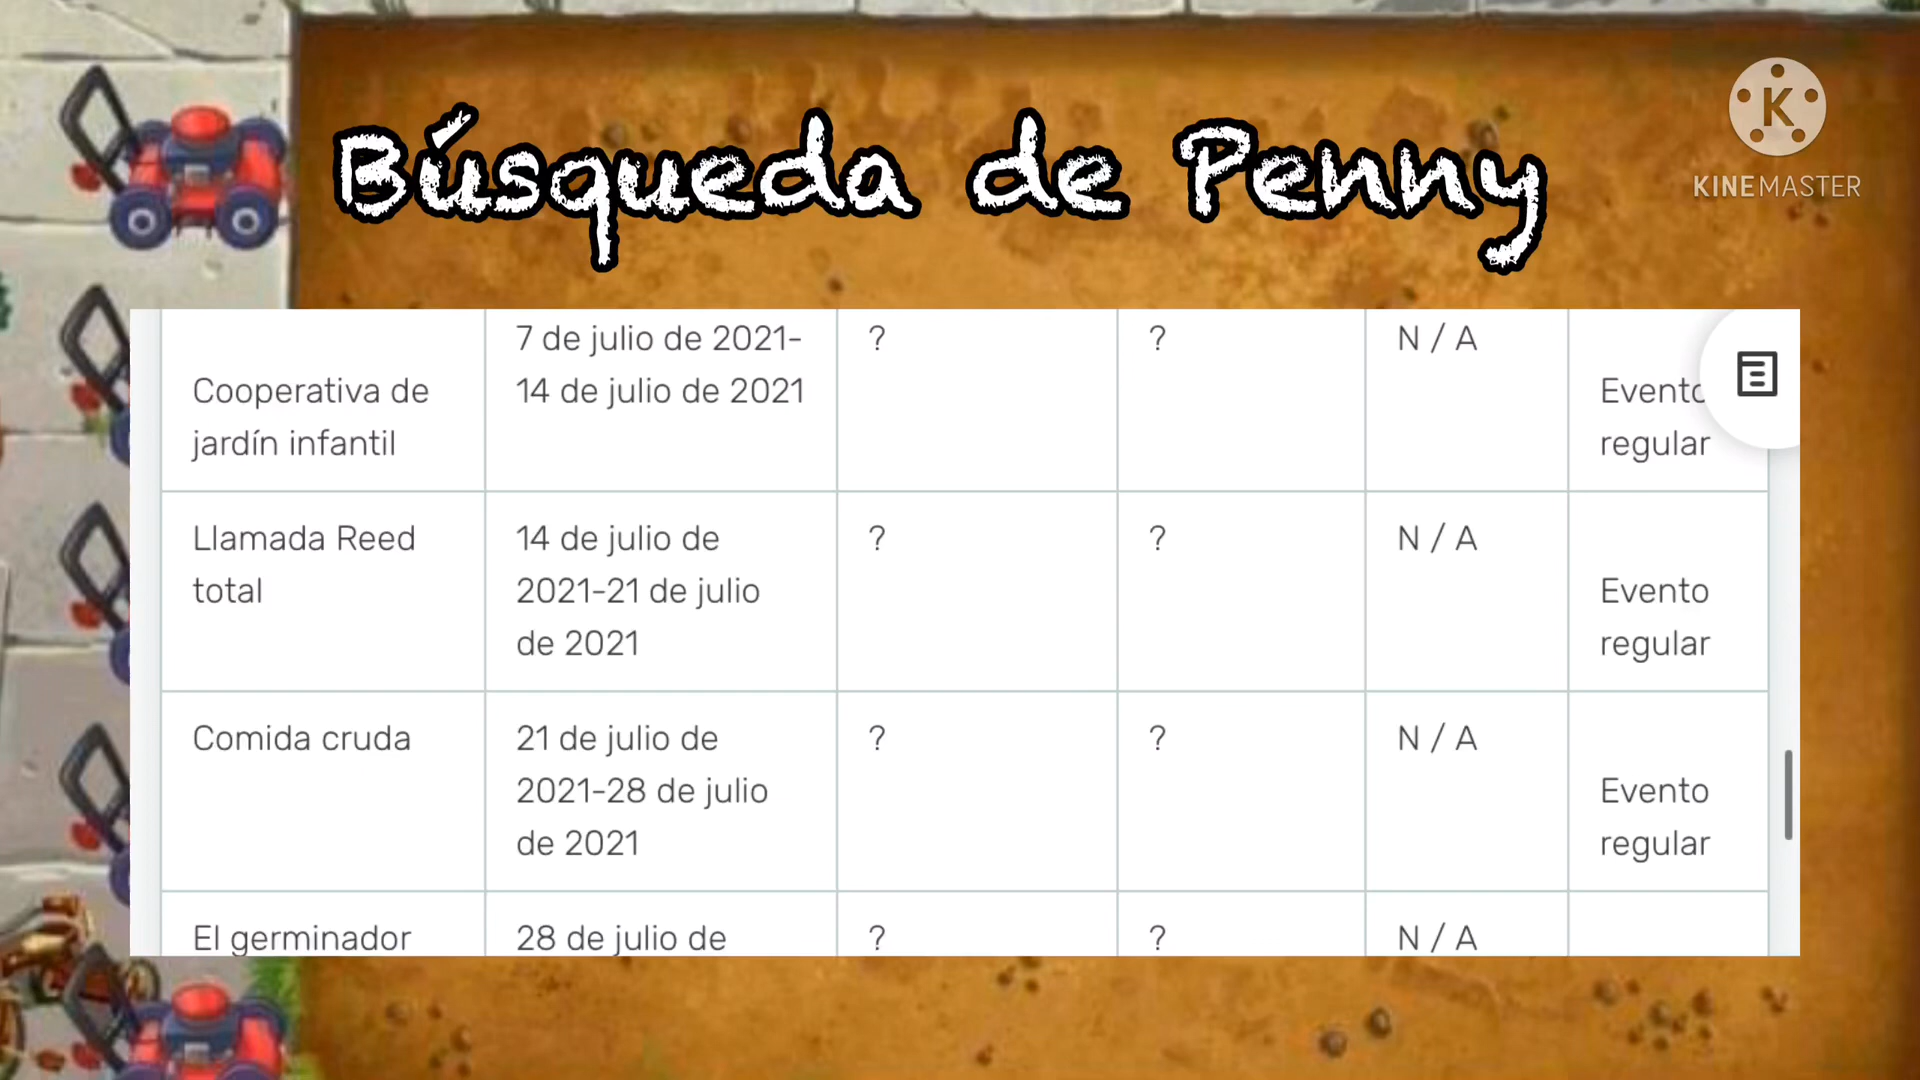 Búsqueda de Penny
K
KINEMASTER
7 de julio de 2021-
14 de julio de 2021
?
?
N / A
Cooperativa de
jardín infantil
Evento
regular
Llamada Reed
total
14 de julio de
2021-21 de julio
de 2021
?
?
N / A
Evento
regular
Comida cruda
21 de julio de
2021-28 de julio
de 2021
?
?
N / A
Evento
regular
El germinador
28 de julio de
?
?
N / A